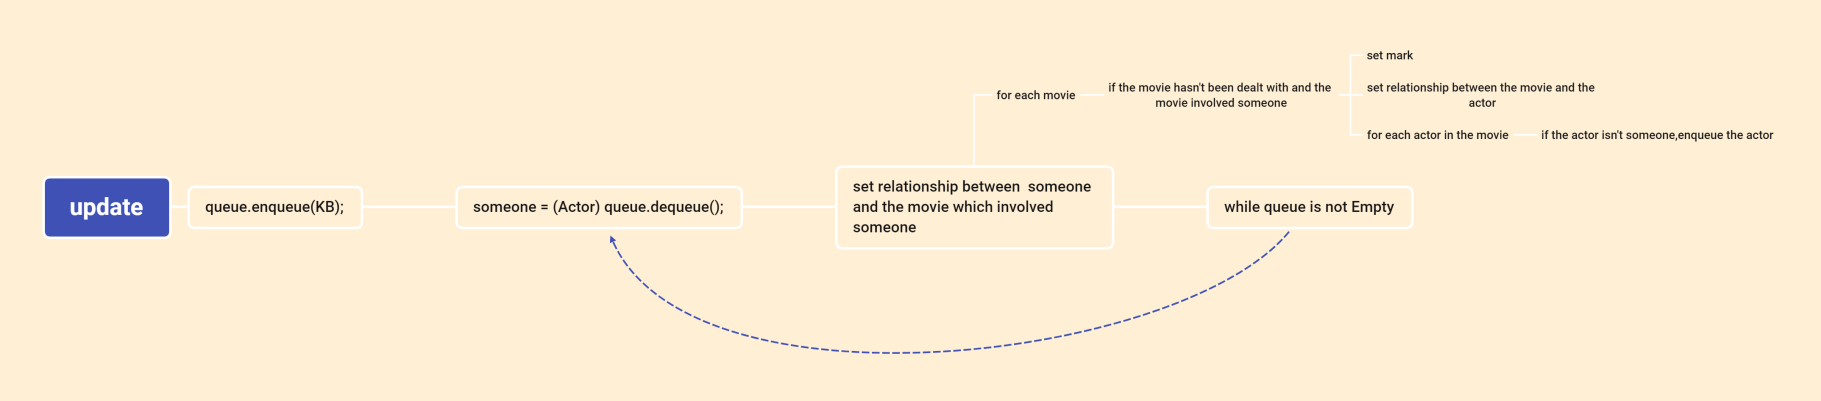 set mark
for each movie
if the movie hasn't been dealt with and the
movie involved someone
set relationship between the movie and the
actor
for each actor in the movie
if the actor isn't someone,enqueue the actor
update
queue.enqueue(KB);
someone = (Actor) queue.dequeue();
set relationship between  someone
and the movie which involved
someone
while queue is not Empty